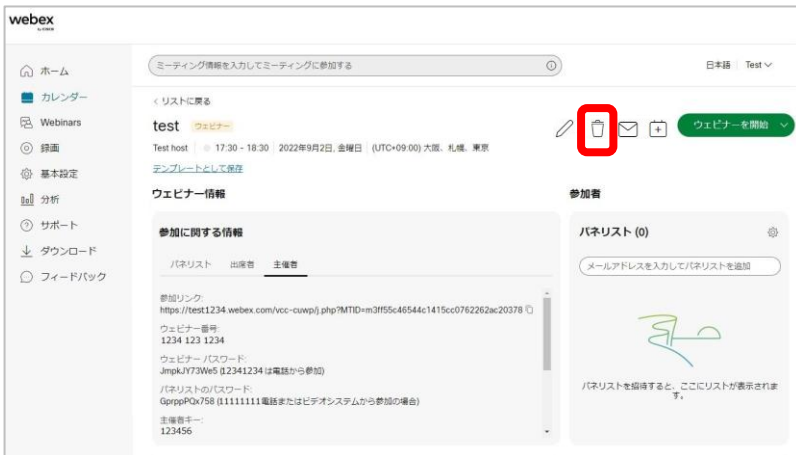 webex
by CISCO
ミーティング情報を入力してミーティングに参加する
日本語 Test
ホーム
カレンダー
Webinars
録画
基本設定
分析
サポート
ダウンロード
フィードバック
リストに戻る
test ウェビナー
ウェビナーを開始
Test host 17:30 - 18:30 2022年9月2日, 金曜日 (UTC+09:00) 大阪、札幌、東京
テンプレートとして保存
ウェビナー情報
参加に関する情報
パネリスト 出席者 主催者
参加リンク:
https://test1234.webex.com/vcc-cuwp/j.php?MTID=m3ff55c46544c1415cc0762262ac20378
ウェビナー番号:
1234 123 1234
ウェビナー パスワード:
JmpkJY73We5 (12341234 は電話から参加)
パネリストのパスワード:
GprppPQx758 (11111111電話またはビデオシステムから参加の場合)
主催者キー:
123456
参加者
パネリスト (0)
メールアドレスを入力してパネリストを追加
パネリストを招待すると、ここにリストが表示されま
す。